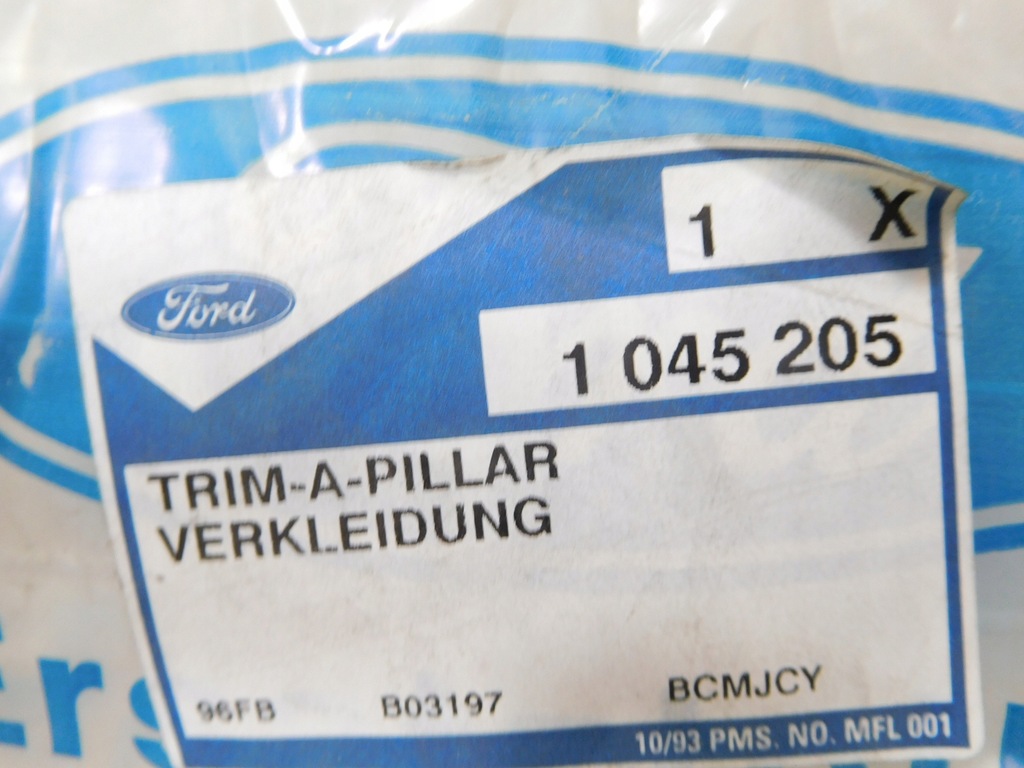 1 X
Ford
1 045 205
TRIM-A-PILLAR
VERKLEIDUNG
96FB B03197 BCMJCY
10/93 PMS. NO. MFL 001